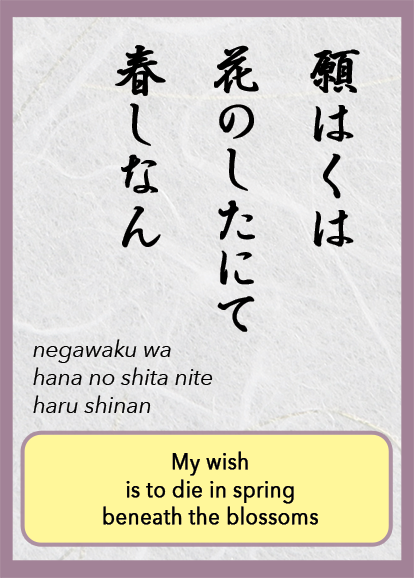 願はくは
花のしたにて
春しなん
negawaku wa
hana no shita nite
haru shinan
My wish
is to die in spring
beneath the blossoms